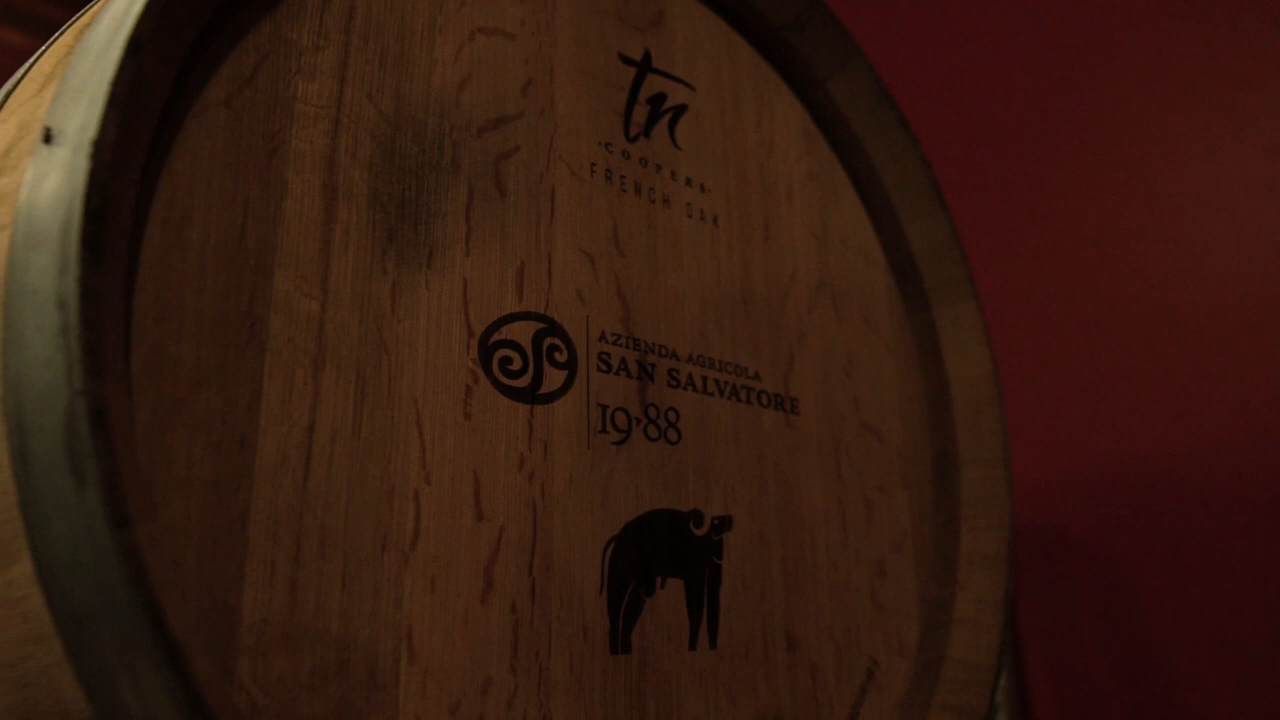 tn
·COOPERS·
FRENCH OAK
AZIENDA AGRICOLA
SAN SALVATORE
19·88